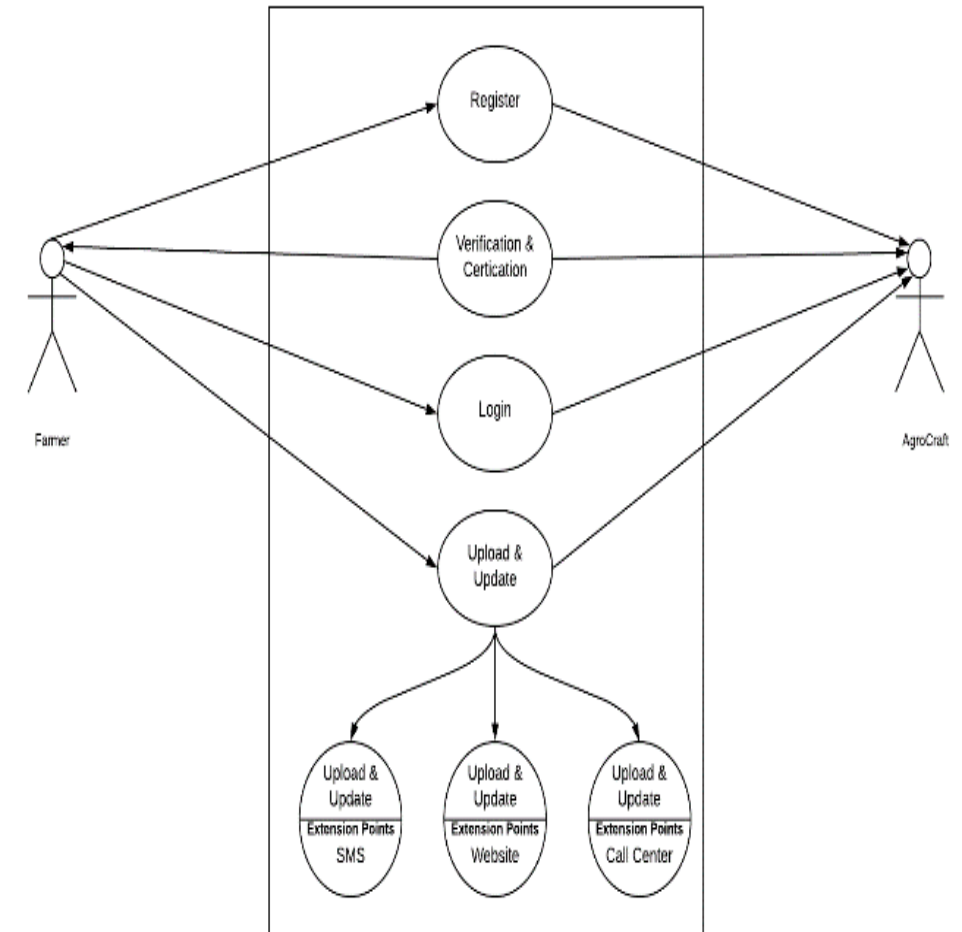 Register
Verification &
Certication
Login
Farmer
AgroCraft
Upload &
Update
Upload &
Update
Extension Points
SMS
Upload &
Update
Extension Points
Website
Upload &
Update
Extension Points
Call Center